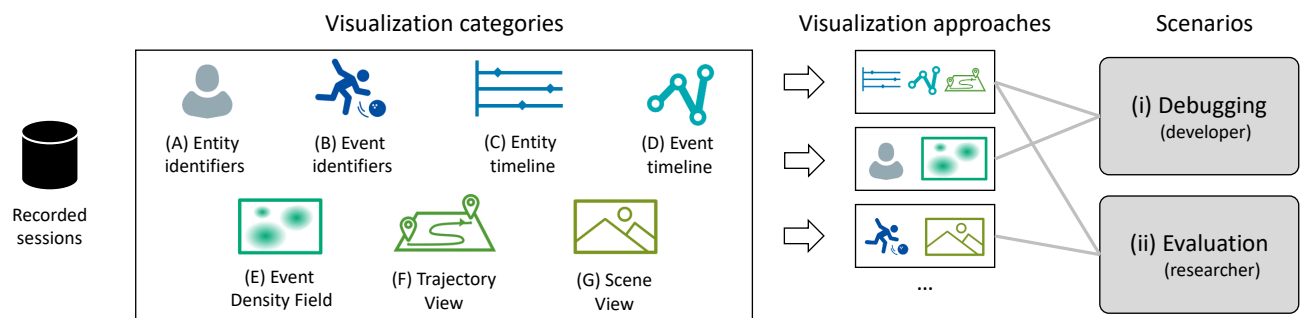 Visualization categories
Visualization approaches
Scenarios
Recorded
sessions
(A) Entity
identifiers
(B) Event
identifiers
(C) Entity
timeline
(D) Event
timeline
(E) Event
Density Field
(F) Trajectory
View
(G) Scene
View
...
(i) Debugging
(developer)
(ii) Evaluation
(researcher)